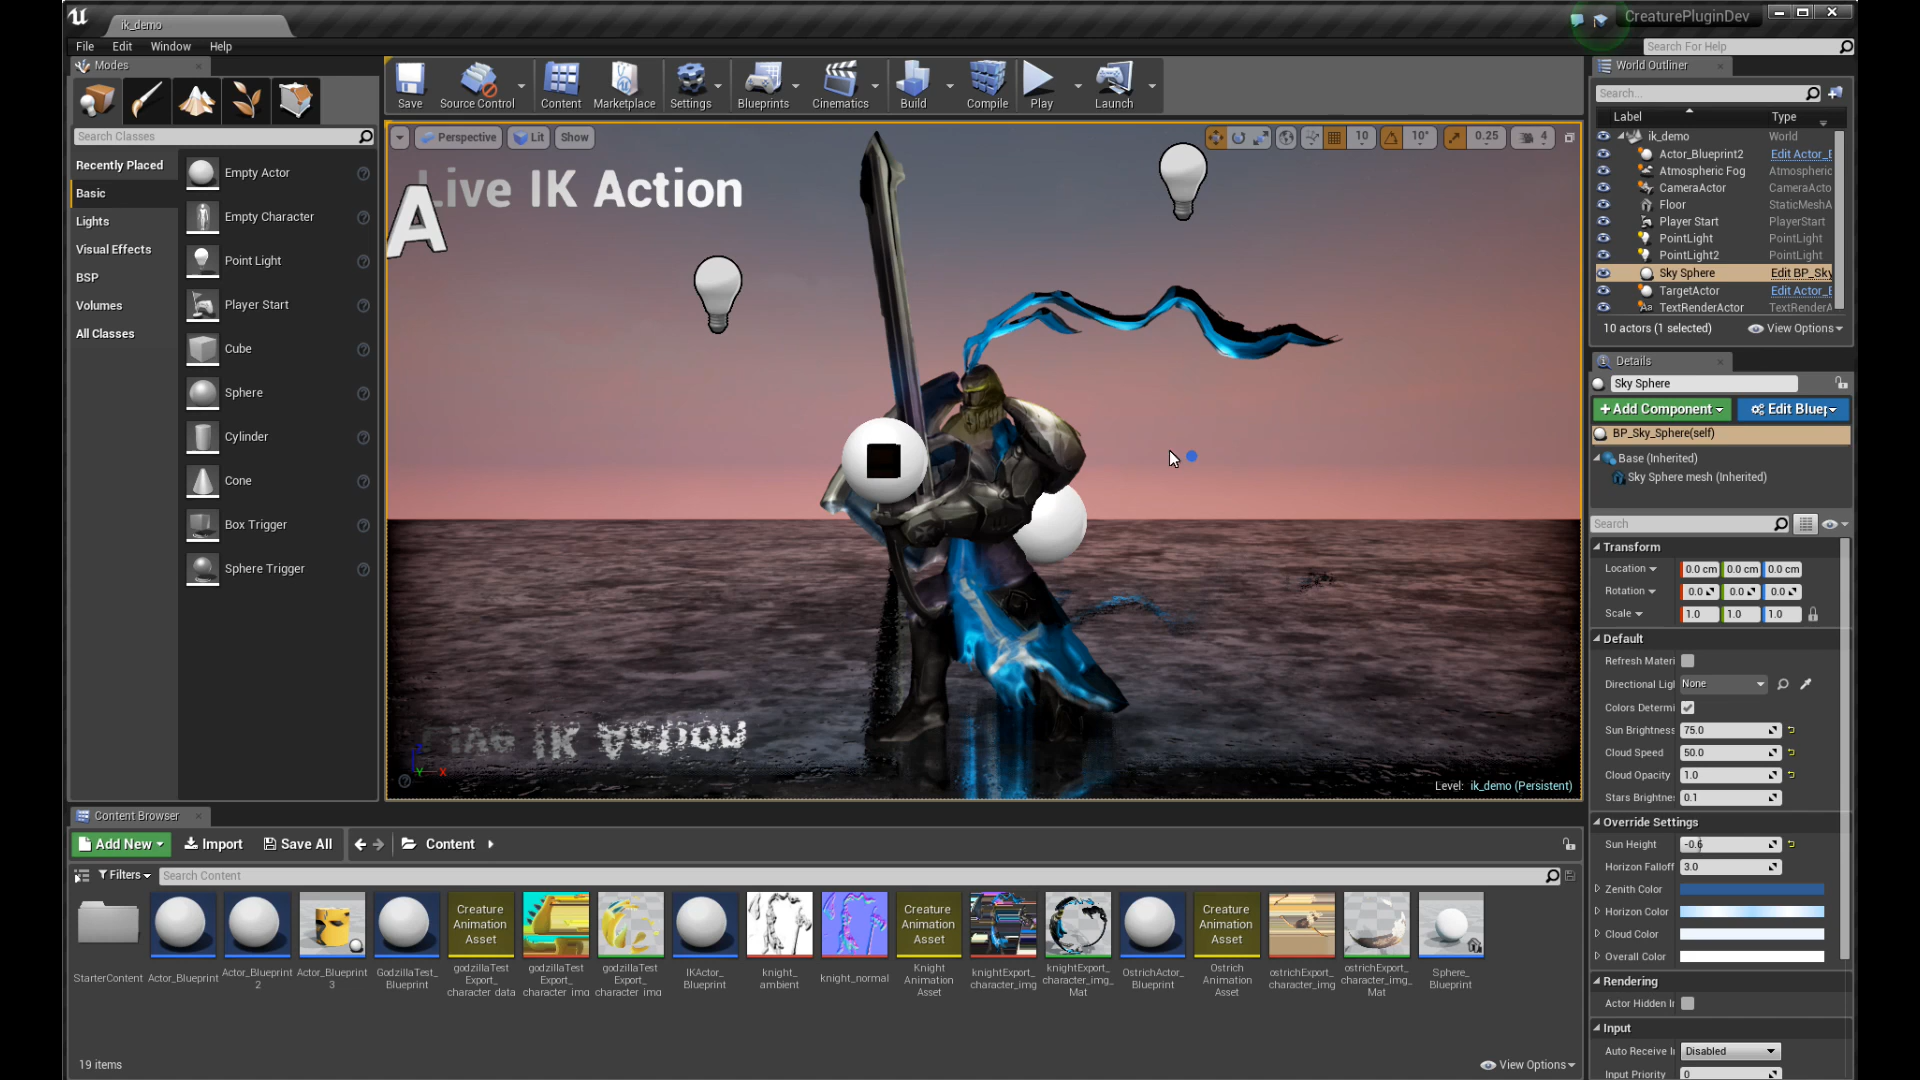 ik_demo
CreaturePluginDev
File Edit Window Help
Search For Help
Modes
Save
Source Control
Content
Marketplace
Settings
Blueprints
Cinematics
Build
Compile
Play
Launch
World Outliner
Search...
Label Type
ik_demo World
Actor_Blueprint2 Edit Actor_E
Atmospheric Fog Atmospheric
CameraActor CameraActo
Floor StaticMeshA
Player Start PlayerStart
PointLight PointLight
PointLight2 PointLight
Sky Sphere Edit BP_Sky
TargetActor Edit Actor_E
TextRenderActor TextRenderA
10 actors (1 selected) View Options
Search Classes
Recently Placed
Basic
Lights
Visual Effects
BSP
Volumes
All Classes
Empty Actor
Empty Character
Point Light
Player Start
Cube
Sphere
Cylinder
Cone
Box Trigger
Sphere Trigger
Perspective Lit Show
10 10° 0.25 4
Live IK Action
A
Level: ik_demo (Persistent)
Details
Sky Sphere
+Add Component Edit Bluep
BP_Sky_Sphere(self)
Base (Inherited)
Sky Sphere mesh (Inherited)
Search
Transform
Location 0.0 cm 0.0 cm 0.0 cm
Rotation 0.0 0.0 0.0
Scale 1.0 1.0 1.0
Default
Refresh Materi
Directional Ligh None
Colors Determi
Sun Brightness 75.0
Cloud Speed 50.0
Cloud Opacity 1.0
Stars Brightnes 0.1
Override Settings
Sun Height -0.6
Horizon Falloff 3.0
Zenith Color
Horizon Color
Cloud Color
Overall Color
Rendering
Actor Hidden In
Input
Auto Receive I Disabled
Input Priority 0
Content Browser
Add New Import Save All Content
Filters Search Content
Creature Animation Asset
Creature Animation Asset
Creature Animation Asset
StarterContent
Actor_Blueprint
Actor_Blueprint 2
Actor_Blueprint 3
GodzillaTest_ Blueprint
godzillaTest Export_ character data
godzillaTest Export_ character img
godzillaTest Export_ character img
IKActor_ Blueprint
knight_ ambient
knight_normal
Knight Animation Asset
knightExport_ character_img
knightExport_ character_img_ Mat
OstrichActor_ Blueprint
Ostrich Animation Asset
ostrichExport_ character_img
ostrichExport_ character_img_ Mat
Sphere_ Blueprint
19 items View Options